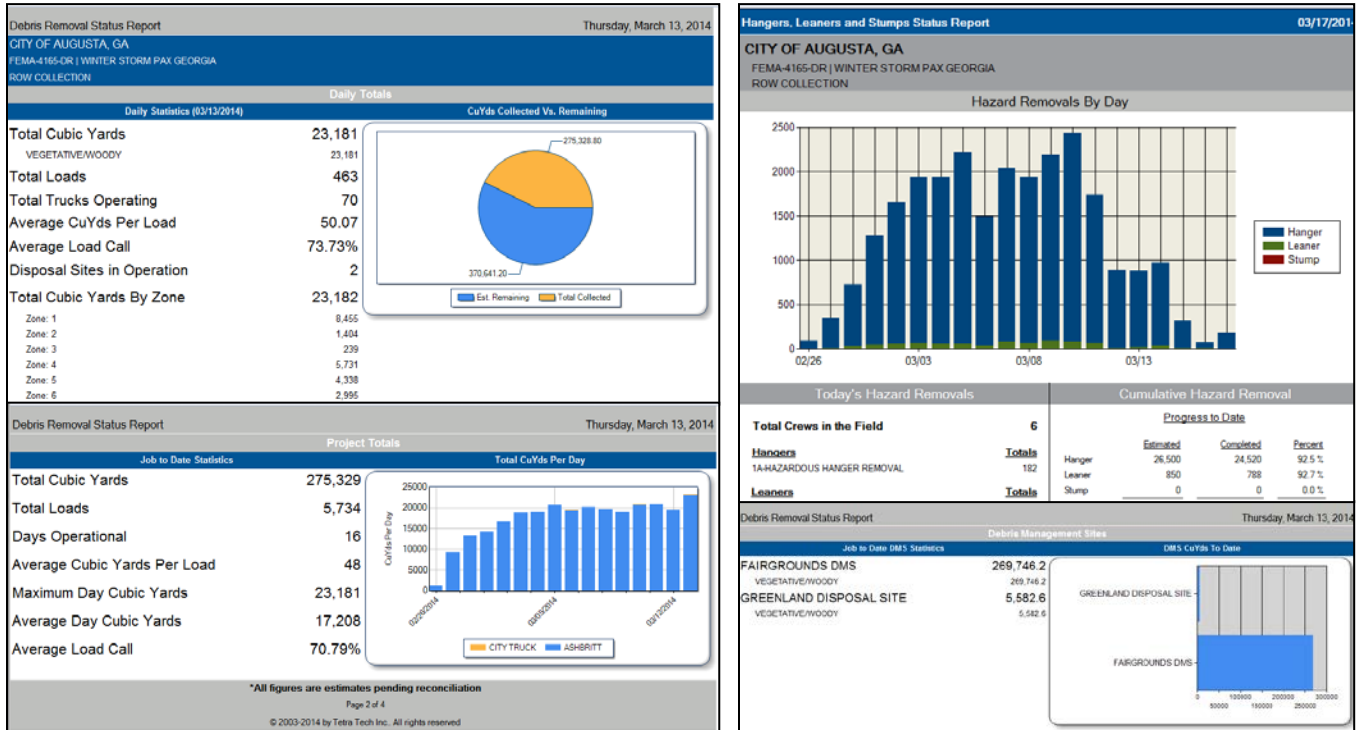 Debris Removal Status Report Thursday, March 13, 2014
CITY OF AUGUSTA, GA
FEMA-4165-DR | WINTER STORM PAX GEORGIA
ROW COLLECTION
Daily Totals
Daily Statistics (03/13/2014) CuYds Collected Vs. Remaining
Total Cubic Yards 23,181
VEGETATIVE/WOODY 23,181
Total Loads 463
Total Trucks Operating 70
Average CuYds Per Load 50.07
Average Load Call 73.73%
Disposal Sites in Operation 2
Total Cubic Yards By Zone 23,182
Zone: 1 8,455
Zone: 2 1,404
Zone: 3 239
Zone: 4 5,731
Zone: 5 4,338
Zone: 6 2,995
275,328.80
370,641.20
Est. Remaining Total Collected
Debris Removal Status Report Thursday, March 13, 2014
Project Totals
Job to Date Statistics Total CuYds Per Day
Total Cubic Yards 275,329
Total Loads 5,734
Days Operational 16
Average Cubic Yards Per Load 48
Maximum Day Cubic Yards 23,181
Average Day Cubic Yards 17,208
Average Load Call 70.79%
CuYds Per Day
25000
20000
15000
10000
5000
0
02/26/2014 03/05/2014 03/12/2014
CITY TRUCK ASHBRITT
*All figures are estimates pending reconciliation
Page 2 of 4
© 2003-2014 by Tetra Tech Inc. All rights reserved
Hangers, Leaners and Stumps Status Report 03/17/201
CITY OF AUGUSTA, GA
FEMA-4165-DR | WINTER STORM PAX GEORGIA
ROW COLLECTION
Hazard Removals By Day
2500
2000
1500
1000
500
0
02/26 03/03 03/08 03/13
Hanger
Leaner
Stump
Today's Hazard Removals
Total Crews in the Field 6
Hangers Totals
1A-HAZARDOUS HANGER REMOVAL 182
Leaners Totals
Cumulative Hazard Removal
Progress to Date
Estimated Completed Percent
Hanger 26,500 24,520 92.5 %
Leaner 850 788 92.7 %
Stump 0 0 0.0 %
Debris Removal Status Report Thursday, March 13, 2014
Debris Management Sites
Job to Date DMS Statistics DMS CuYds To Date
FAIRGROUNDS DMS 269,746.2
VEGETATIVE/WOODY 269,746.2
GREENLAND DISPOSAL SITE 5,582.6
VEGETATIVE/WOODY 5,582.6
GREENLAND DISPOSAL SITE
FAIRGROUNDS DMS
0 100000 200000 300000
50000 150000 250000